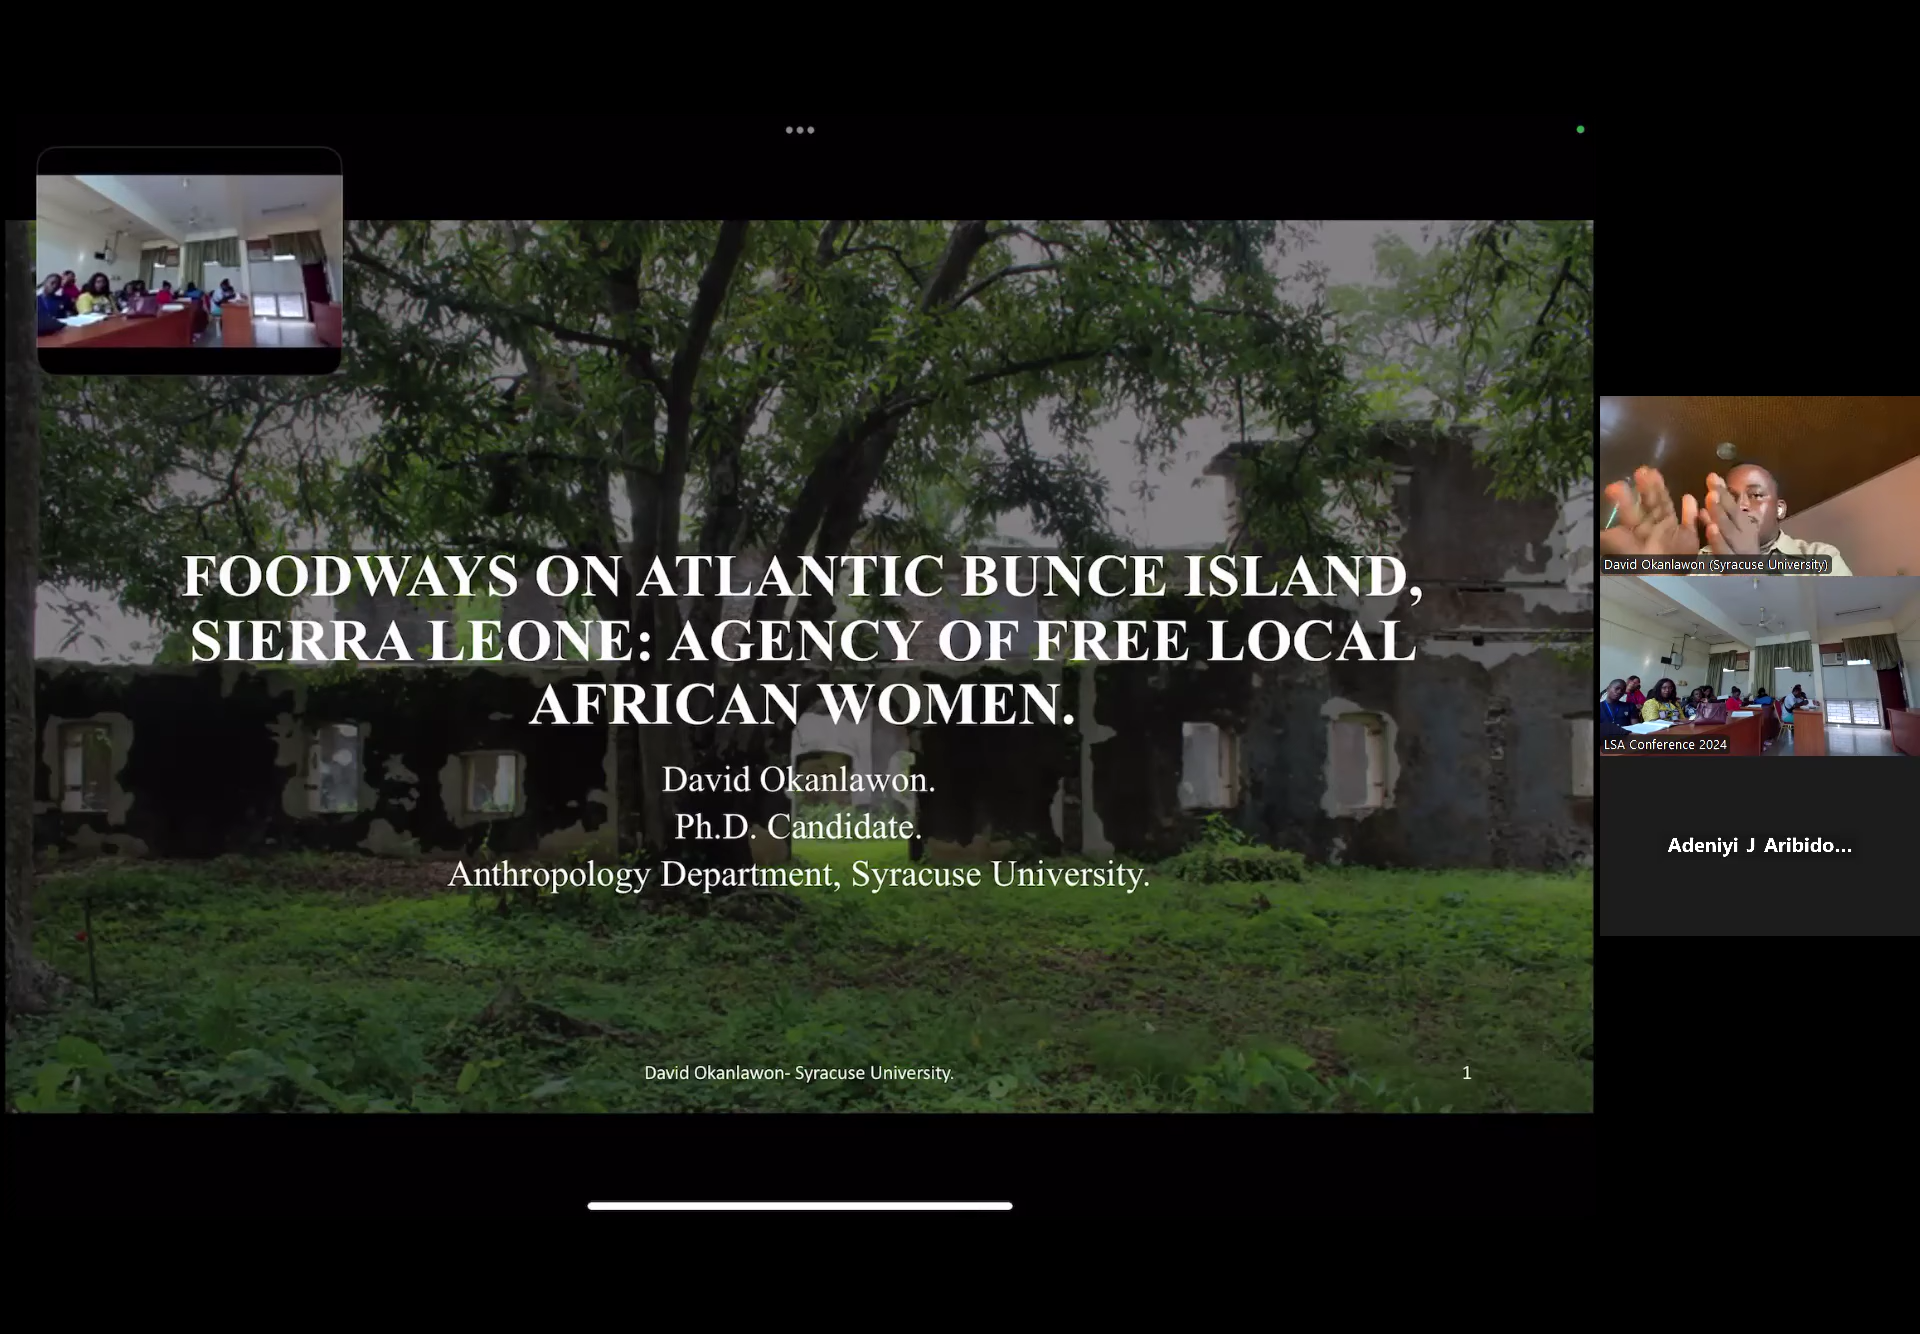 FOODWAYS ON ATLANTIC BUNCE ISLAND,
SIERRA LEONE: AGENCY OF FREE LOCAL
AFRICAN WOMEN.
David Okanlawon.
Ph.D. Candidate.
Anthropology Department, Syracuse University.
David Okanlawon- Syracuse University.
1
David Okanlawon (Syracuse University)
LSA Conference 2024
Adeniyi J Aribido...